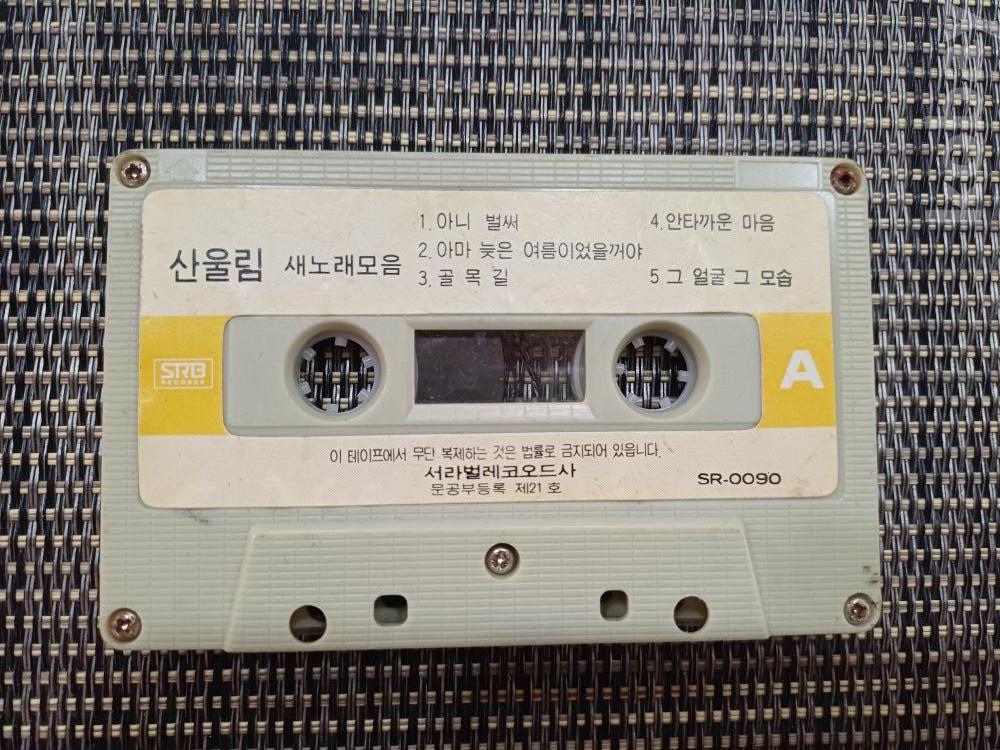 산울림 새노래모음
1. 아니 벌써
2. 아마 늦은 여름이었을꺼야
3. 골 목 길
4. 안타까운 마음
5 그 얼굴 그 모습
SRB
RECORDS
A
이 테이프에서 무단 복제하는 것은 법률로 금지되어 있읍니다.
서라벌레코오드사
문공부등록 제21 호
SR-0090